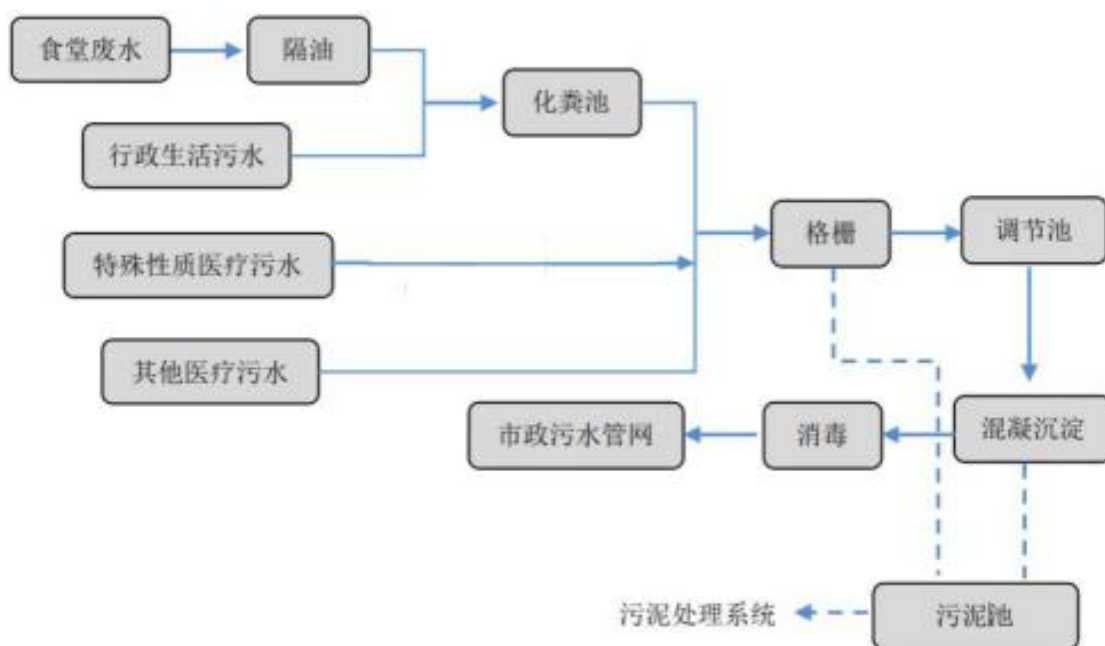 食堂废水
隔油
化粪池
行政生活污水
格栅
调节池
特殊性质医疗污水
其他医疗污水
市政污水管网
消毒
混凝沉淀
污泥处理系统
污泥池